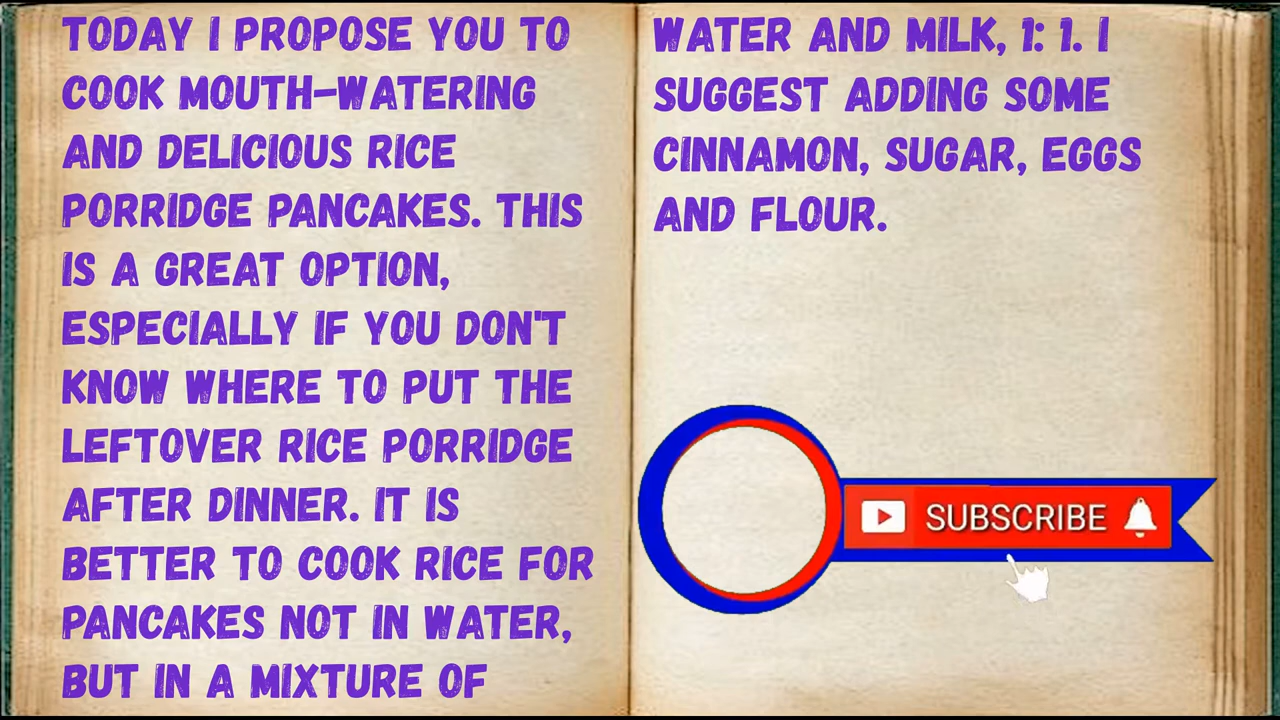 TODAY I PROPOSE YOU TO
COOK MOUTH-WATERING
AND DELICIOUS RICE
PORRIDGE PANCAKES. THIS
IS A GREAT OPTION,
ESPECIALLY IF YOU DON'T
KNOW WHERE TO PUT THE
LEFTOVER RICE PORRIDGE
AFTER DINNER. IT IS
BETTER TO COOK RICE FOR
PANCAKES NOT IN WATER,
BUT IN A MIXTURE OF
WATER AND MILK, 1: 1. I
SUGGEST ADDING SOME
CINNAMON, SUGAR, EGGS
AND FLOUR.
SUBSCRIBE